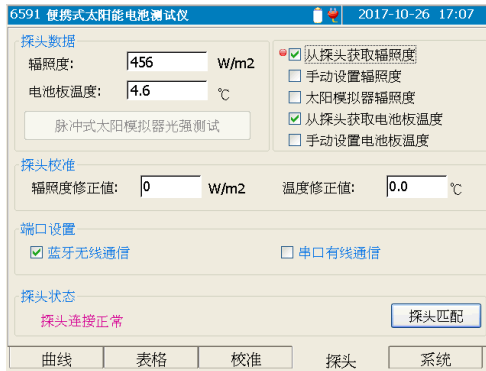 6591 便携式太阳能电池测试仪 2017-10-26 17:07
探头数据
辐照度: 456 W/m2
电池板温度: 4.6 ℃
脉冲式太阳模拟器光强测试
从探头获取辐照度
手动设置辐照度
太阳模拟器辐照度
从探头获取电池板温度
手动设置电池板温度
探头校准
辐照度修正值: 0 W/m2 温度修正值: 0.0 ℃
端口设置
蓝牙无线通信 串口有线通信
探头状态
探头连接正常 探头匹配
曲线 表格 校准 探头 系统